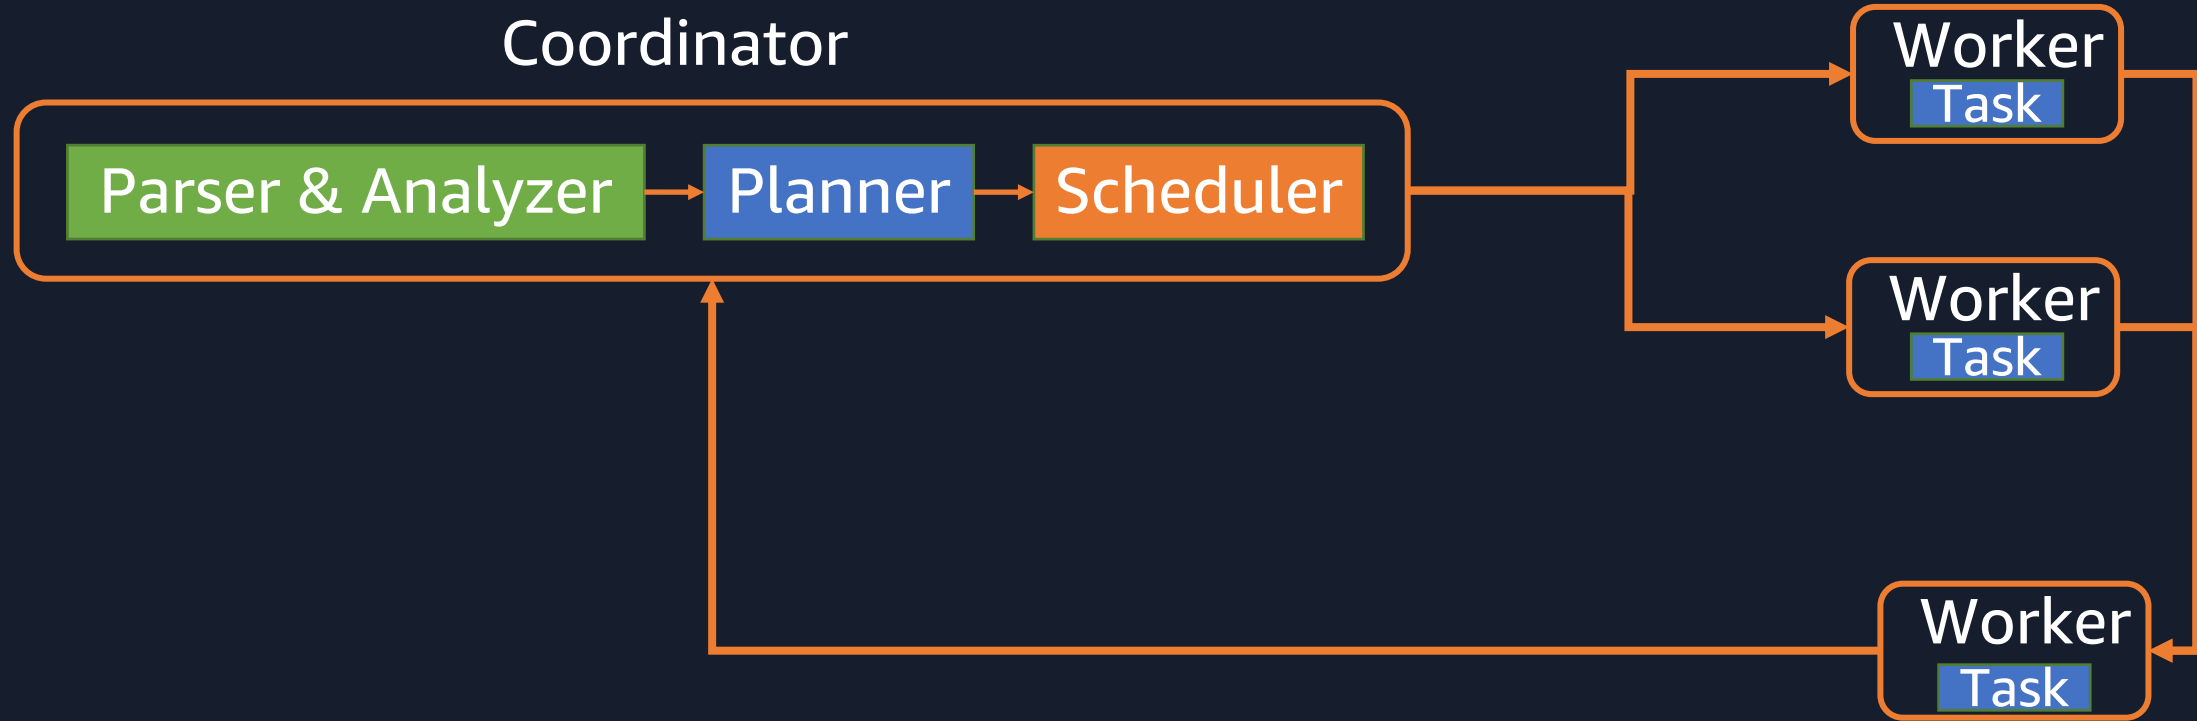 Coordinator
Parser & Analyzer
Planner
Scheduler
Worker
Task
Worker
Task
Worker
Task